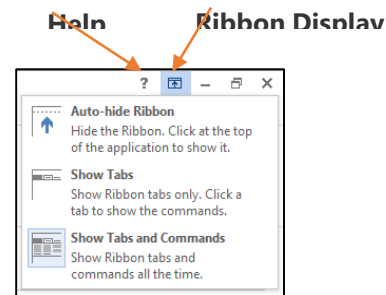 Help Ribbon Display
?
Auto-hide Ribbon
Hide the Ribbon. Click at the top
of the application to show it.
Show Tabs
Show Ribbon tabs only. Click a
tab to show the commands.
Show Tabs and Commands
Show Ribbon tabs and
commands all the time.